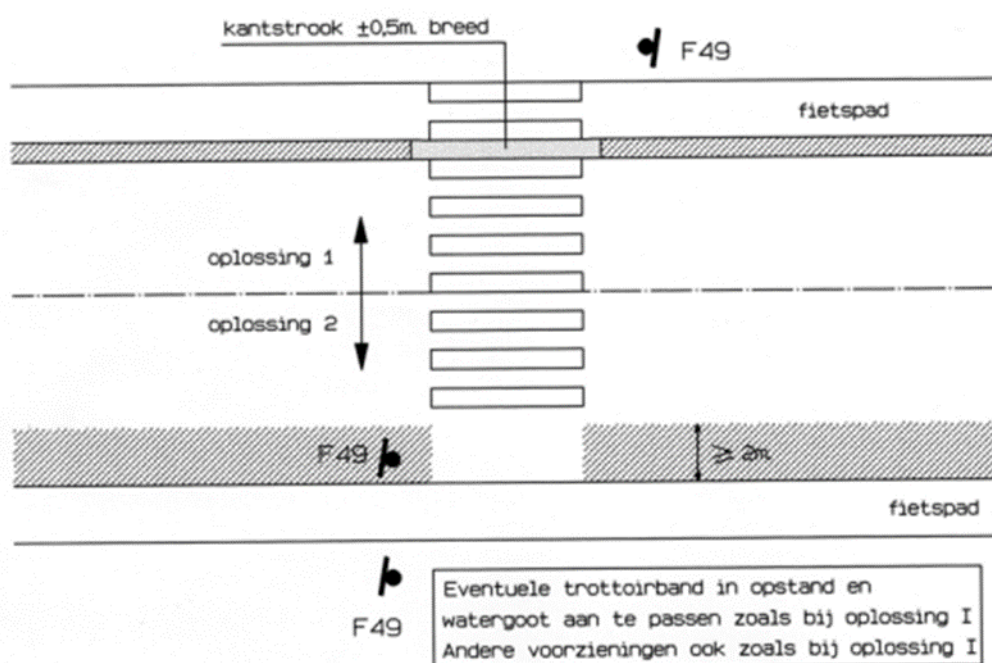 kantstrook ±0,5m. breed
F49
fietspad
oplossing 1
oplossing 2
F49
≥ 2m
fietspad
F49
Eventuele trottoirband in opstand en
watergoot aan te passen zoals bij oplossing I
Andere voorzieningen ook zoals bij oplossing I